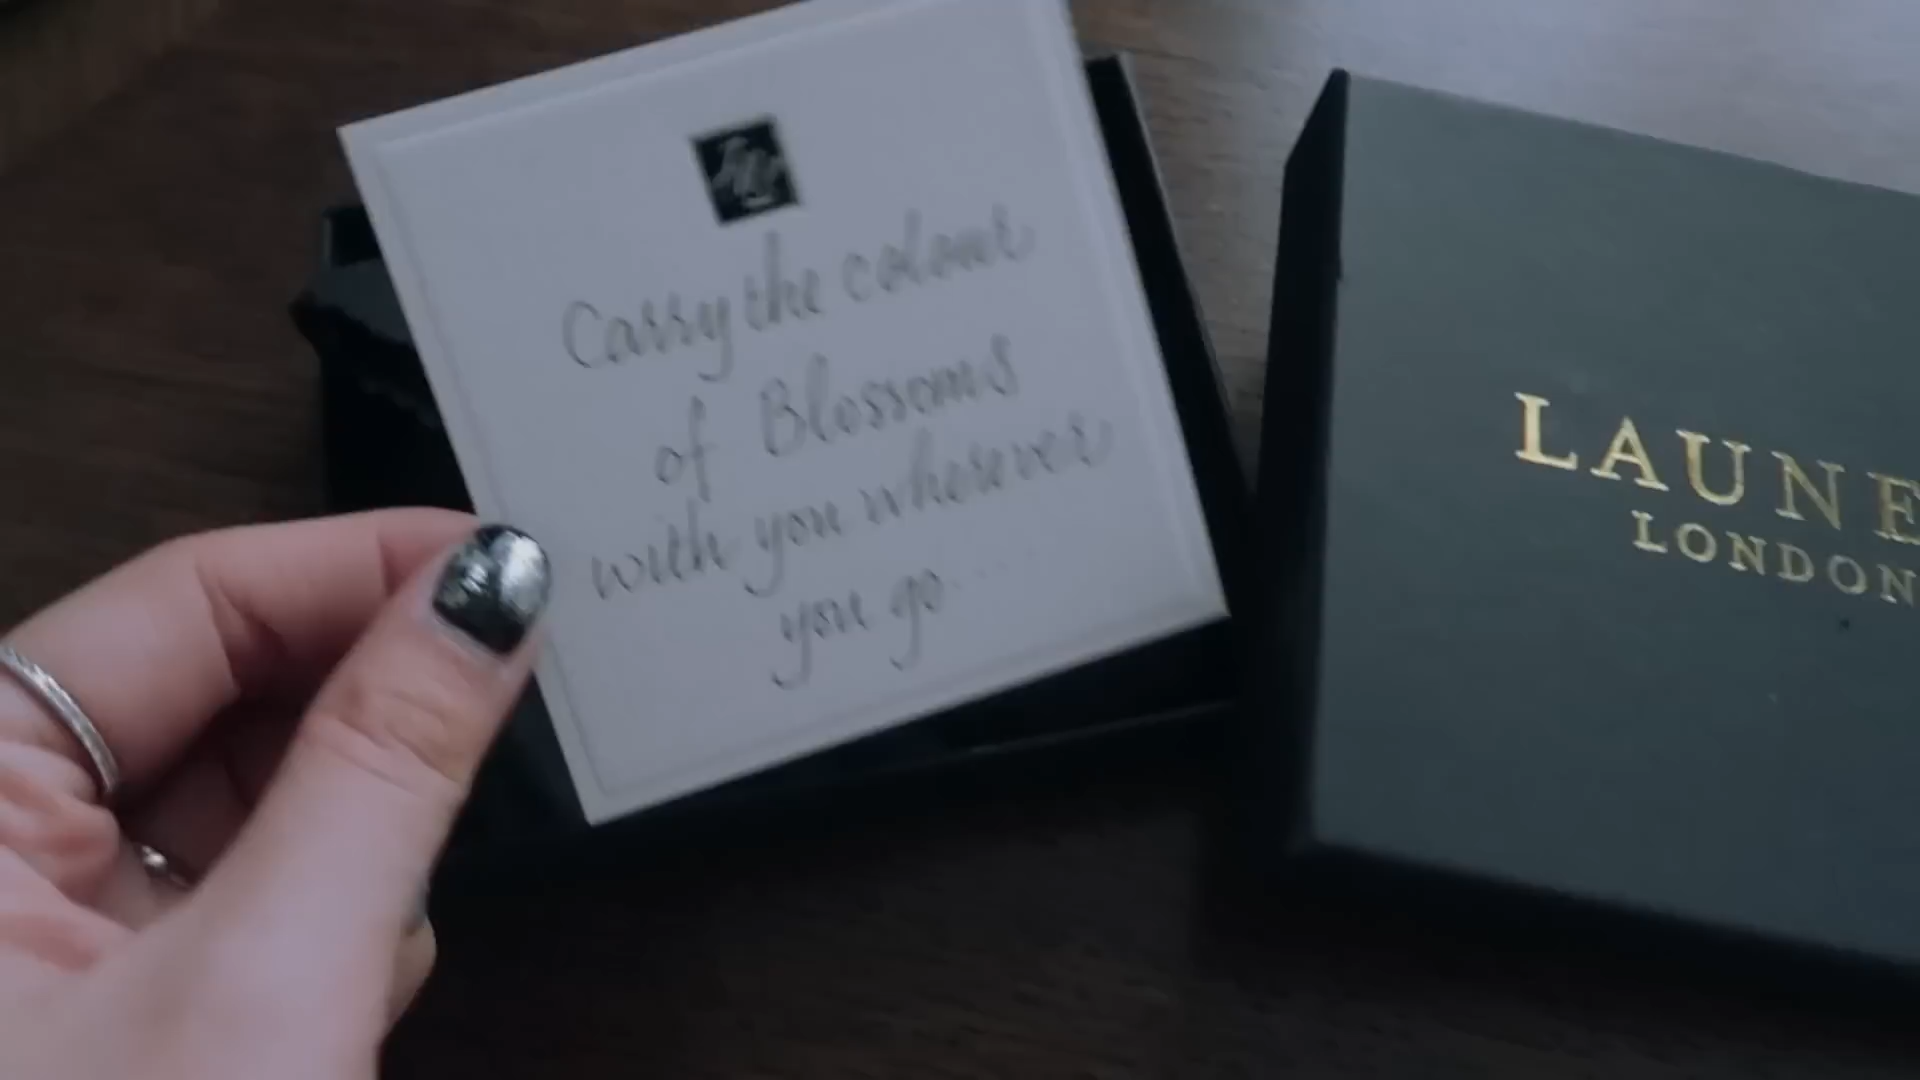 Carry the colour
of Blossoms
with you wherever
you go....
LAUNE
LONDON